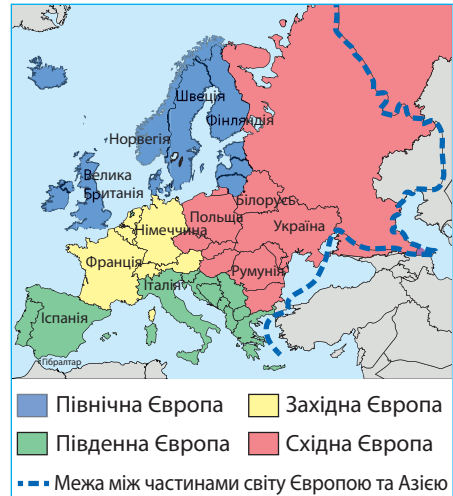 Швеція
Фінляндія
Норвегія
Велика
Британія
Білорусь
Польща
Німеччина
Україна
Франція
Румунія
Італія
Іспанія
Гібралтар
Північна Європа
Західна Європа
Південна Європа
Східна Європа
Межа між частинами світу Європою та Азією